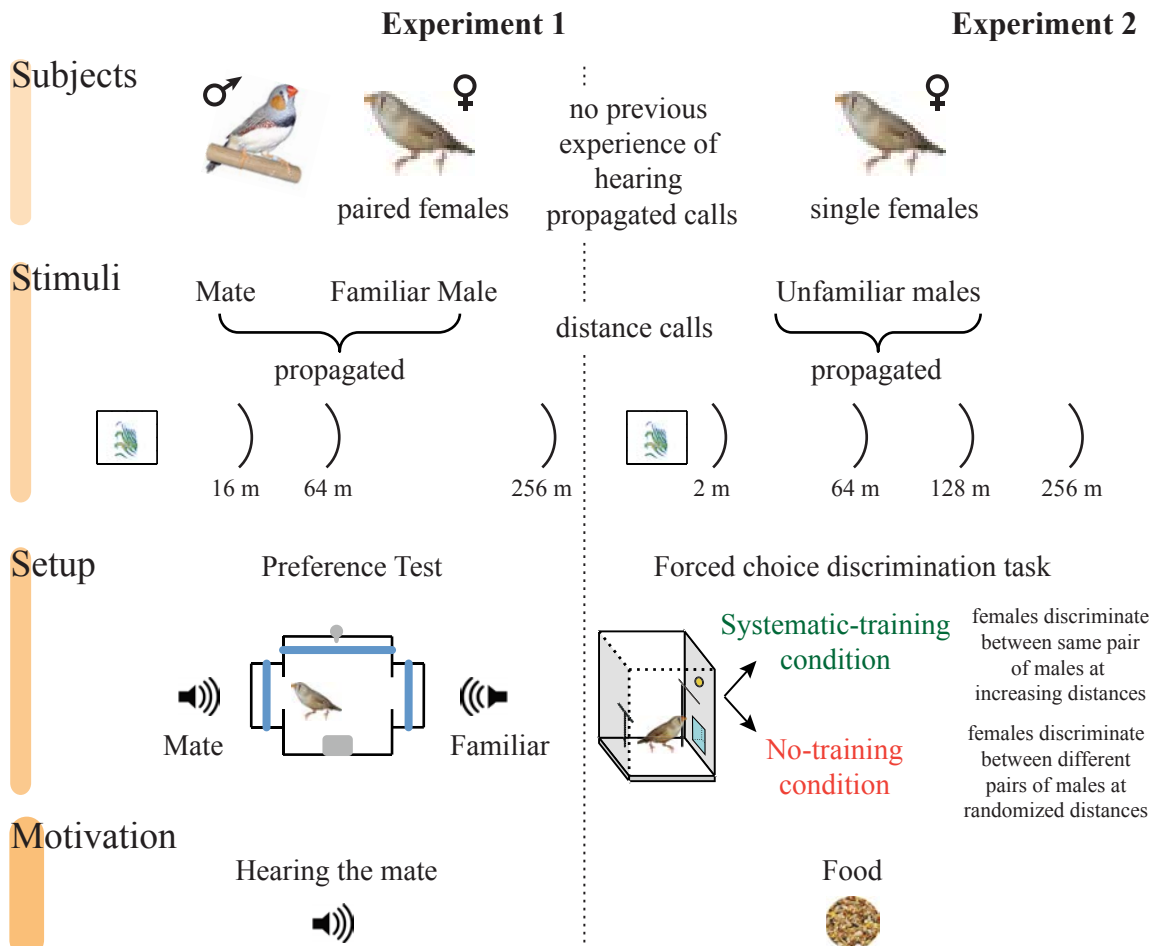 Experiment 1
Experiment 2
Subjects
♂
♀
paired females
no previous
experience of
hearing
propagated calls
♀
single females
Stimuli
Mate
Familiar Male
propagated
distance calls
Unfamiliar males
propagated
16 m
64 m
256 m
2 m
64 m
128 m
256 m
Setup
Preference Test
Mate
Familiar
Forced choice discrimination task
Systematic-training
condition
females discriminate
between same pair
of males at
increasing distances
No-training
condition
females discriminate
between different
pairs of males at
randomized distances
Motivation
Hearing the mate
Food